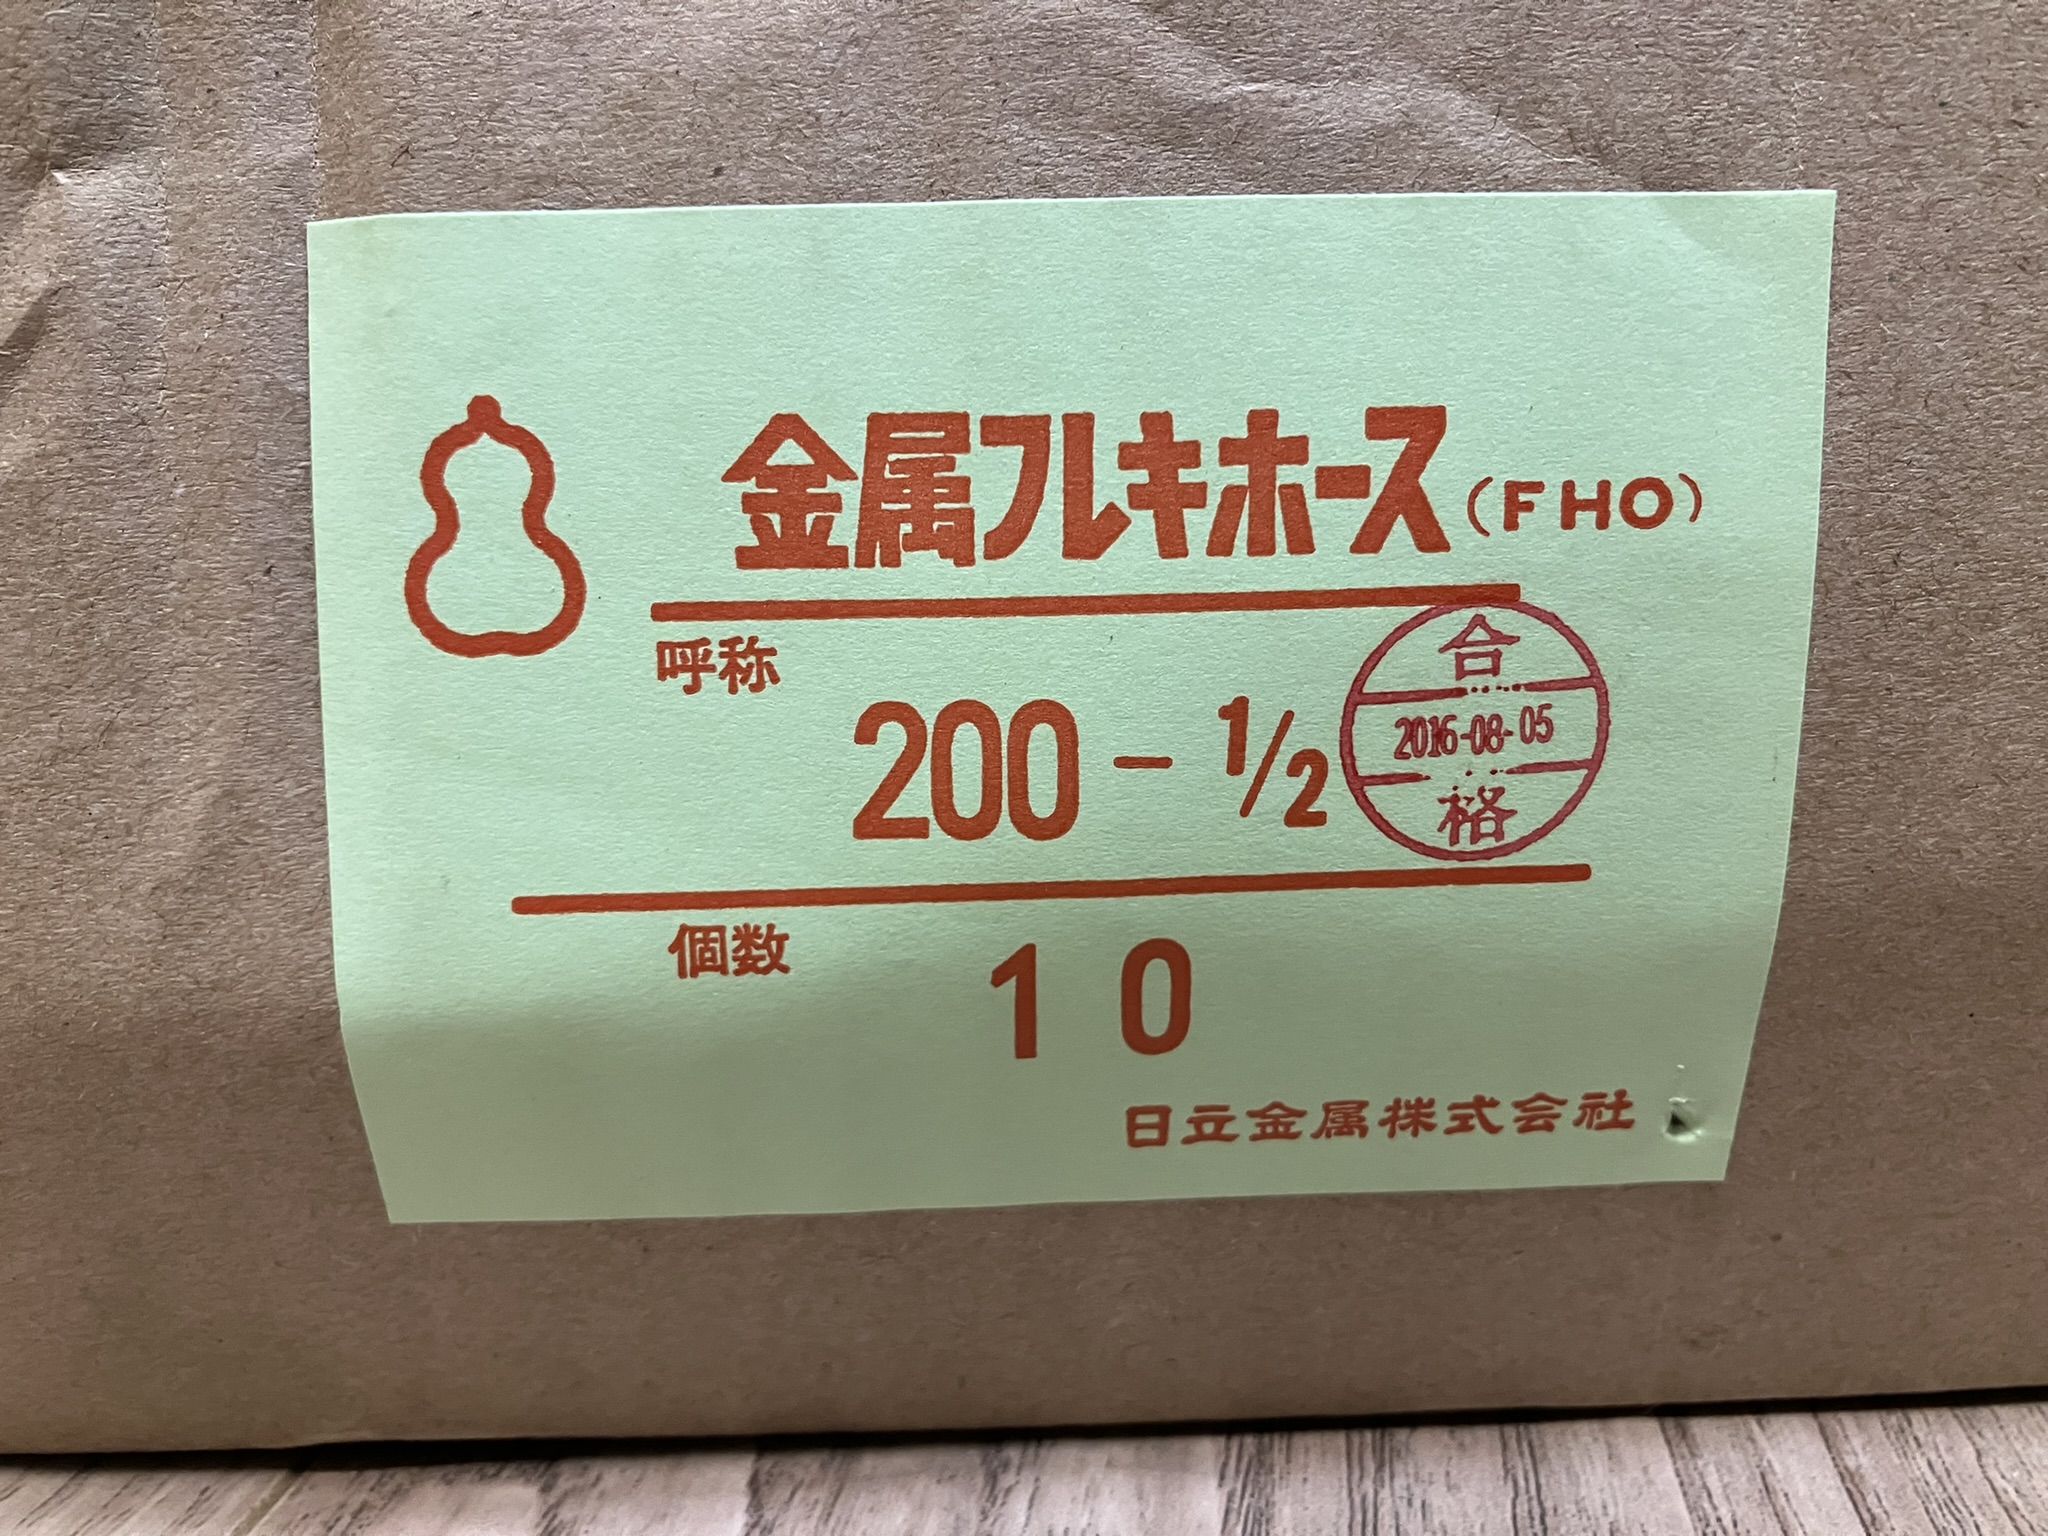 金属フレキホース(FHO)
呼称
200-1/2
合
2016-08-05
格
個数
10
日立金属株式会社